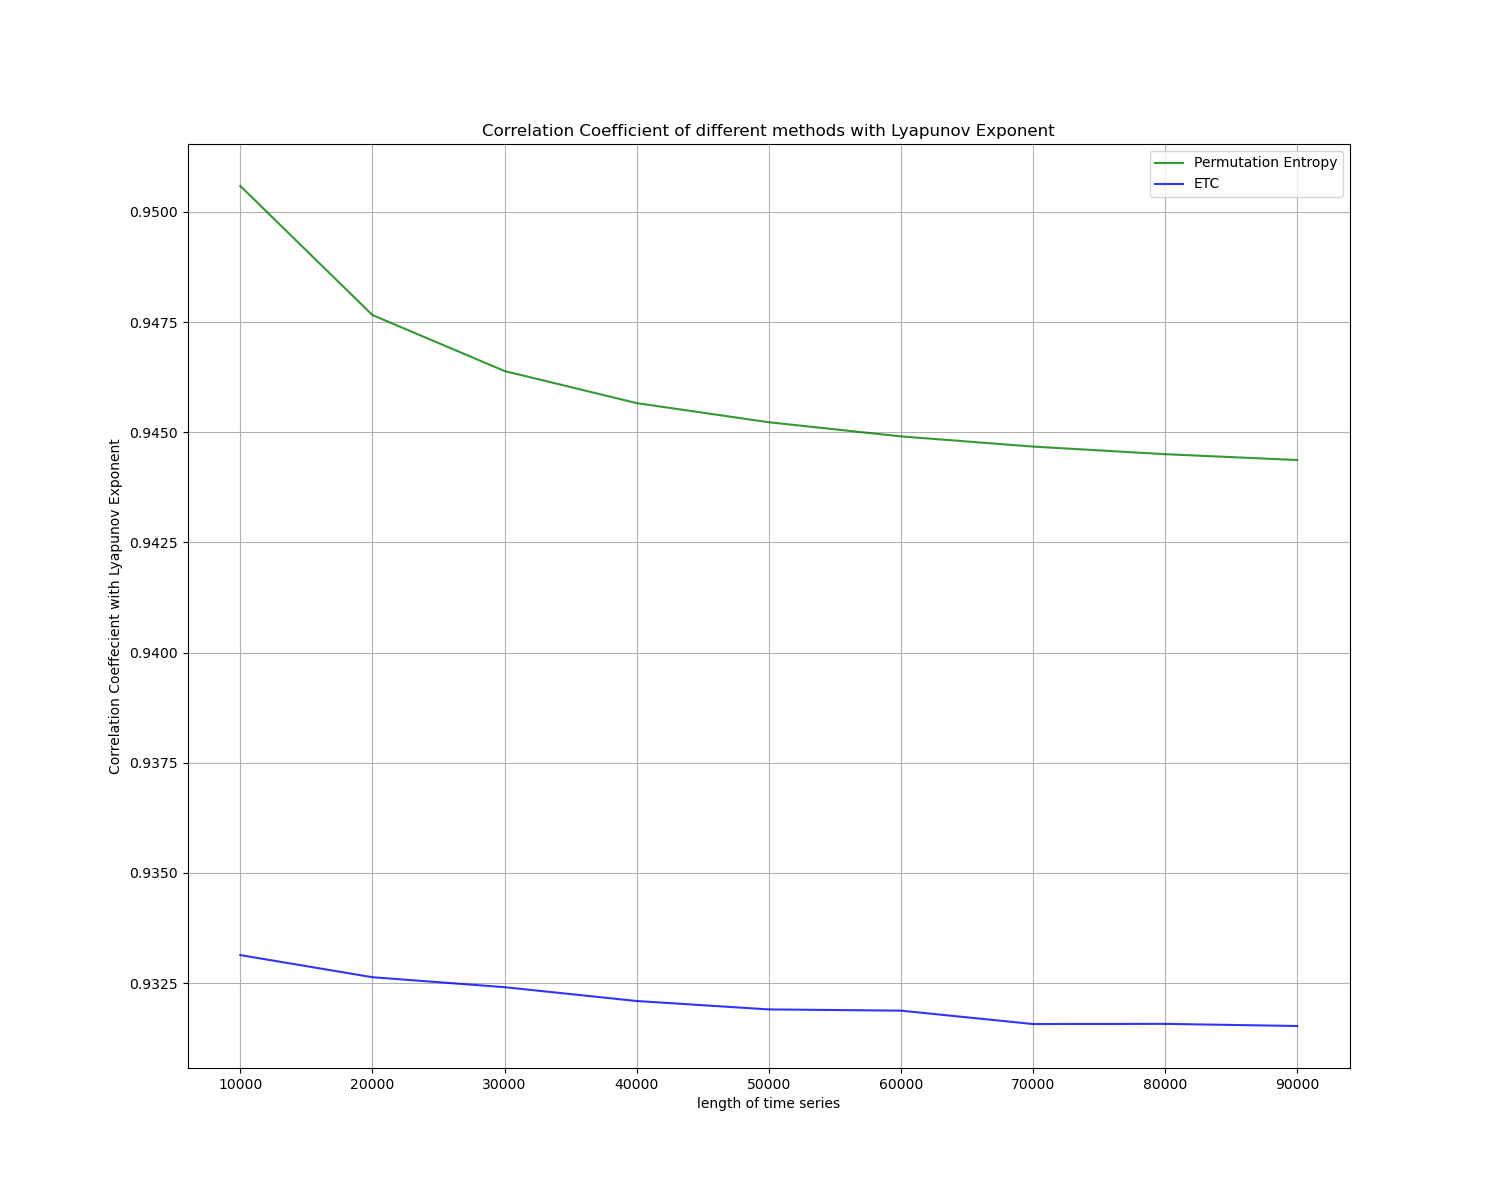 Correlation Coefficient of different methods with Lyapunov Exponent
Permutation Entropy
ETC
0.9500
0.9475
0.9450
0.9425
0.9400
0.9375
0.9350
0.9325
Correlation Coeffecient with Lyapunov Exponent
10000 20000 30000 40000 50000 60000 70000 80000 90000
length of time series